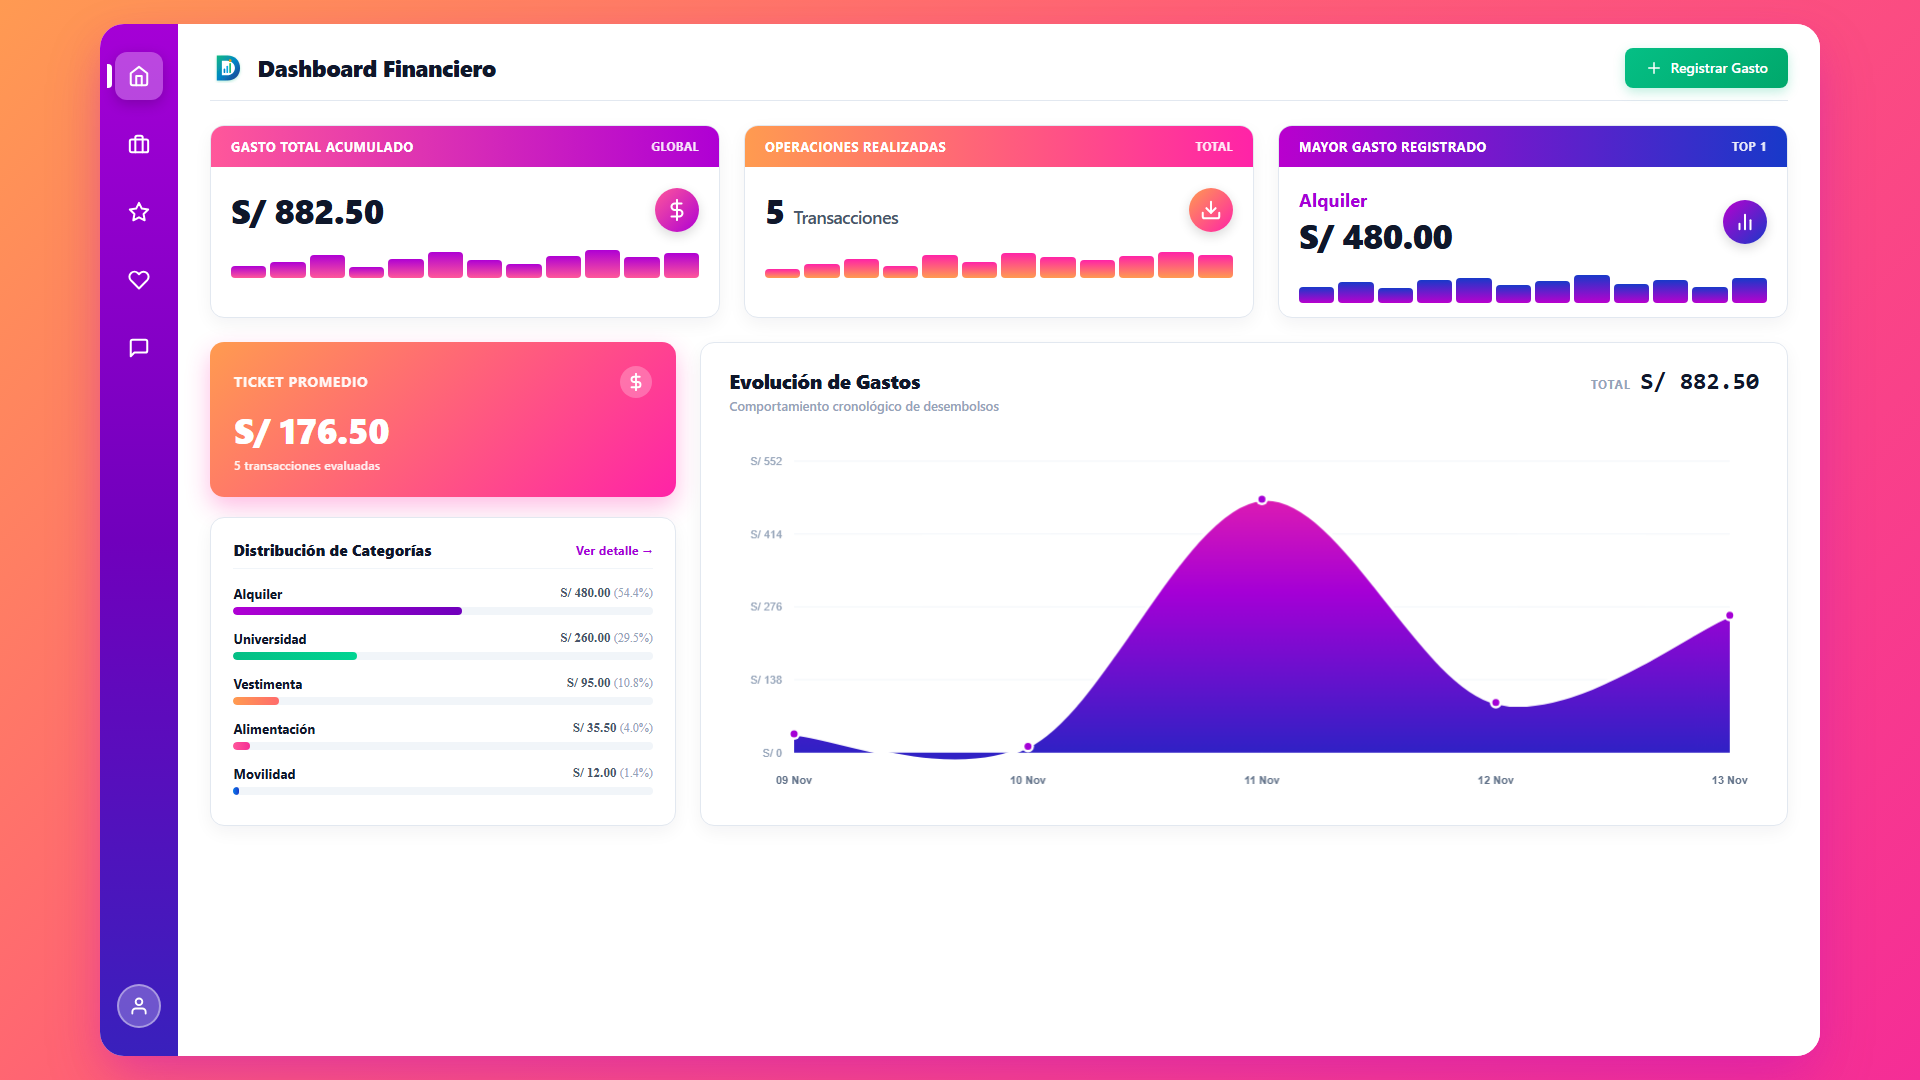 Dashboard Financiero
Registrar Gasto
GASTO TOTAL ACUMULADO
GLOBAL
S/ 882.50
OPERACIONES REALIZADAS
TOTAL
5 Transacciones
MAYOR GASTO REGISTRADO
TOP 1
Alquiler
S/ 480.00
TICKET PROMEDIO
S/ 176.50
5 transacciones evaluadas
Distribución de Categorías
Ver detalle →
Alquiler
S/ 480.00 (54.4%)
Universidad
S/ 260.00 (29.5%)
Vestimenta
S/ 95.00 (10.8%)
Alimentación
S/ 35.50 (4.0%)
Movilidad
S/ 12.00 (1.4%)
Evolución de Gastos
TOTAL S/ 882.50
Comportamiento cronológico de desembolsos
S/ 552
S/ 414
S/ 276
S/ 138
S/ 0
09 Nov
10 Nov
11 Nov
12 Nov
13 Nov